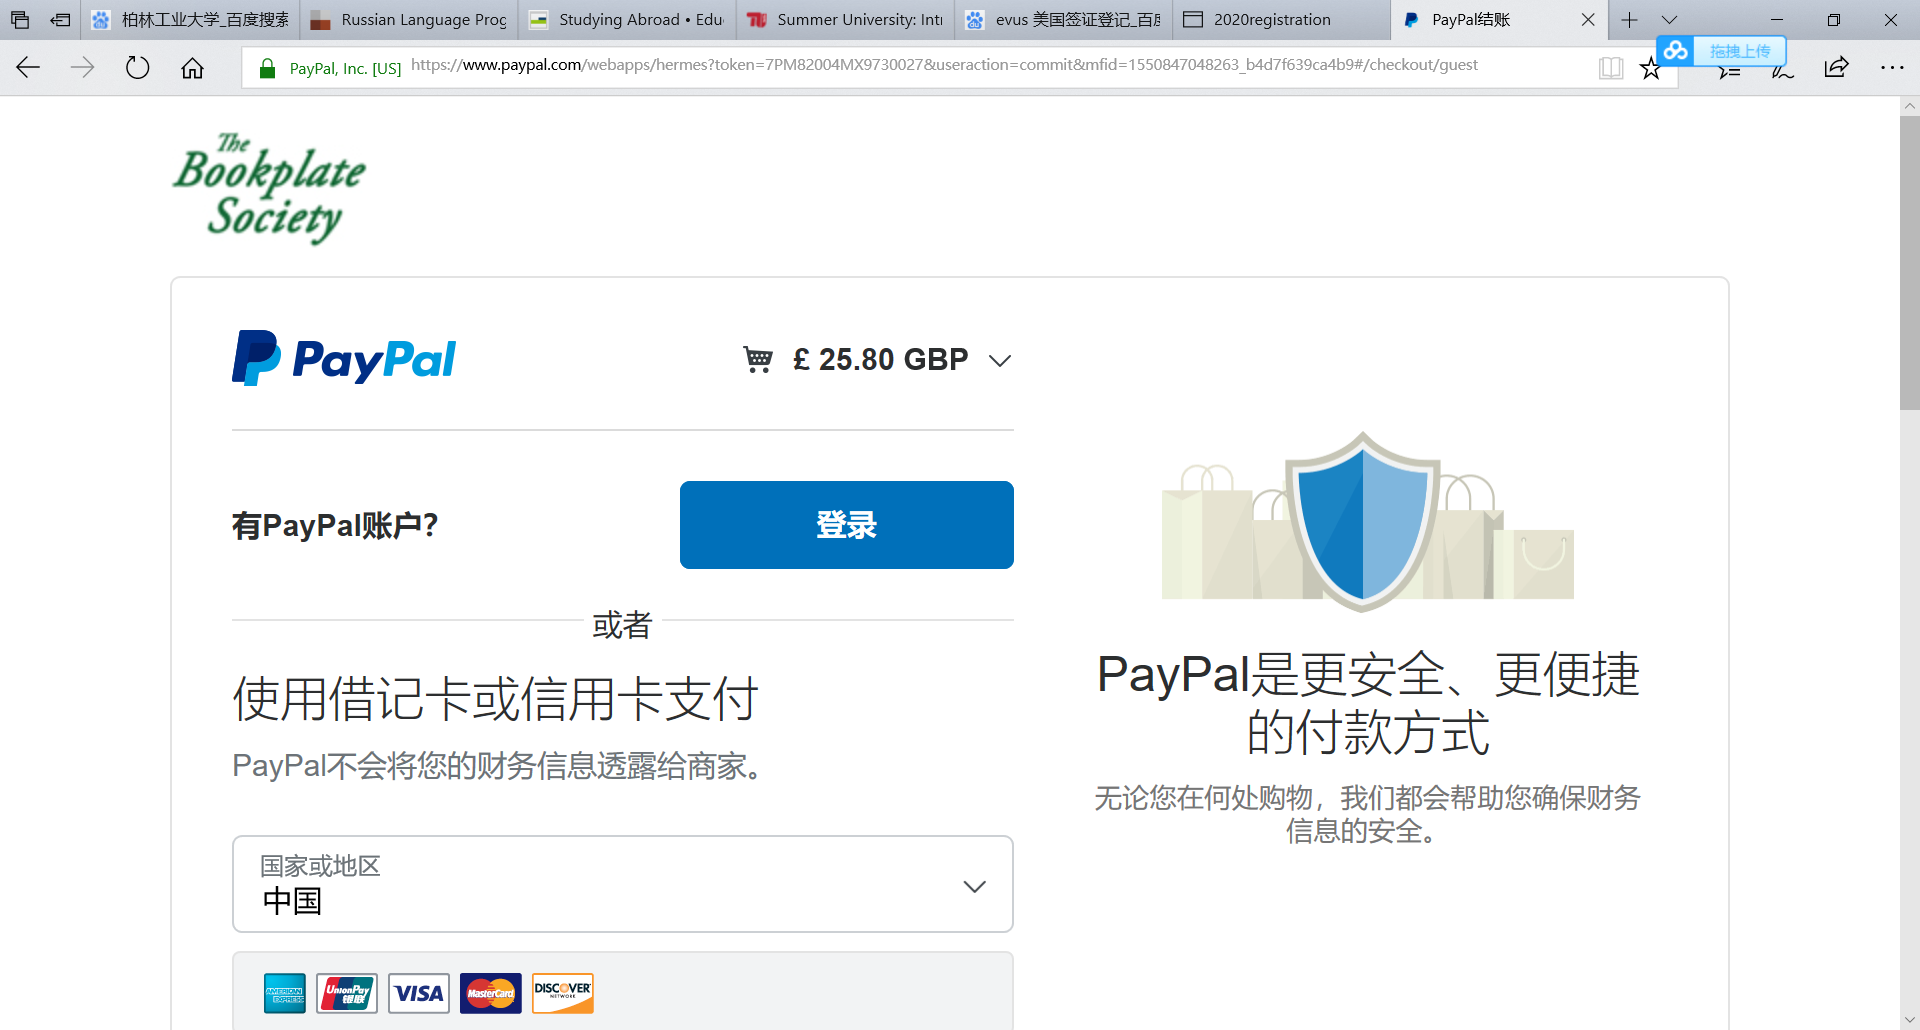 柏林工业大学_百度搜索
Russian Language Prog
Studying Abroad • Edu
Summer University: Intr
evus 美国签证登记_百度
2020registration
PayPal结账
拖拽上传
PayPal, Inc. [US]
https://www.paypal.com/webapps/hermes?token=7PM82004MX9730027&useraction=commit&mfid=1550847048263_b4d7f639ca4b9#/checkout/guest
The
Bookplate
Society
PayPal
£ 25.80 GBP
有PayPal账户?
登录
或者
使用借记卡或信用卡支付
PayPal不会将您的财务信息透露给商家。
国家或地区
中国
AMERICAN
EXPRESS
UnionPay
银联
VISA
MasterCard
DISCOVER
NETWORK
PayPal是更安全、更便捷
的付款方式
无论您在何处购物，我们都会帮助您确保财务
信息的安全。